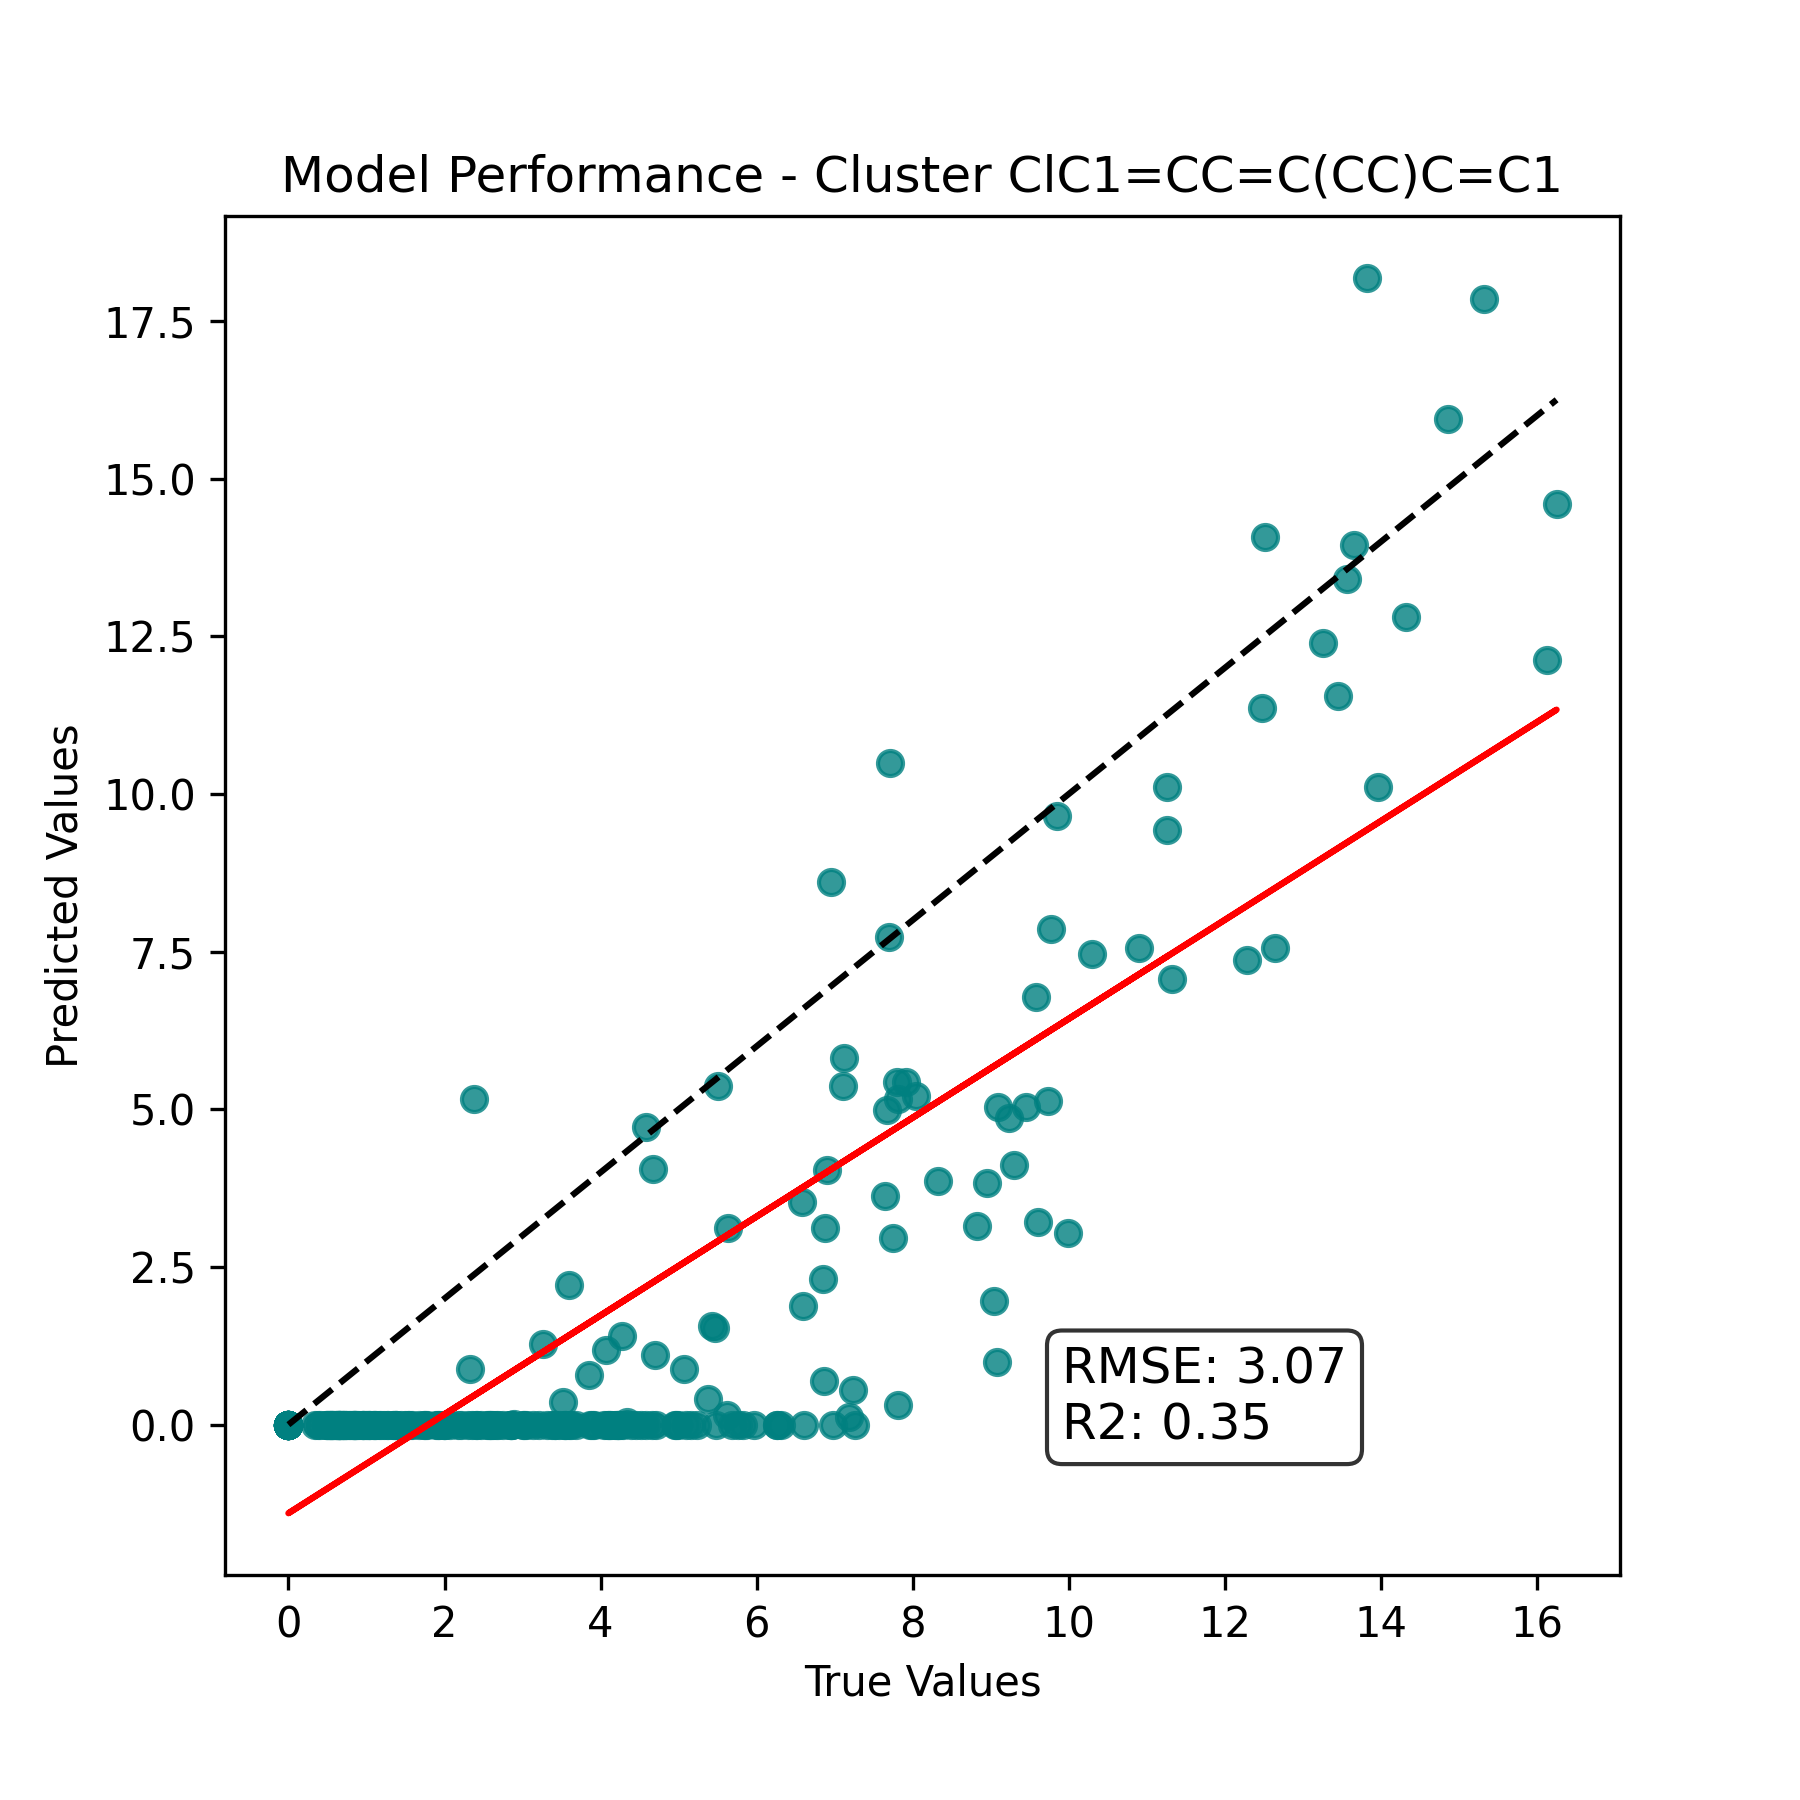 Model Performance - Cluster ClC1=CC=C(CC)C=C1
17.5
15.0
12.5
10.0
7.5
5.0
2.5
0.0
Predicted Values
RMSE: 3.07
R2: 0.35
0 2 4 6 8 10 12 14 16
True Values